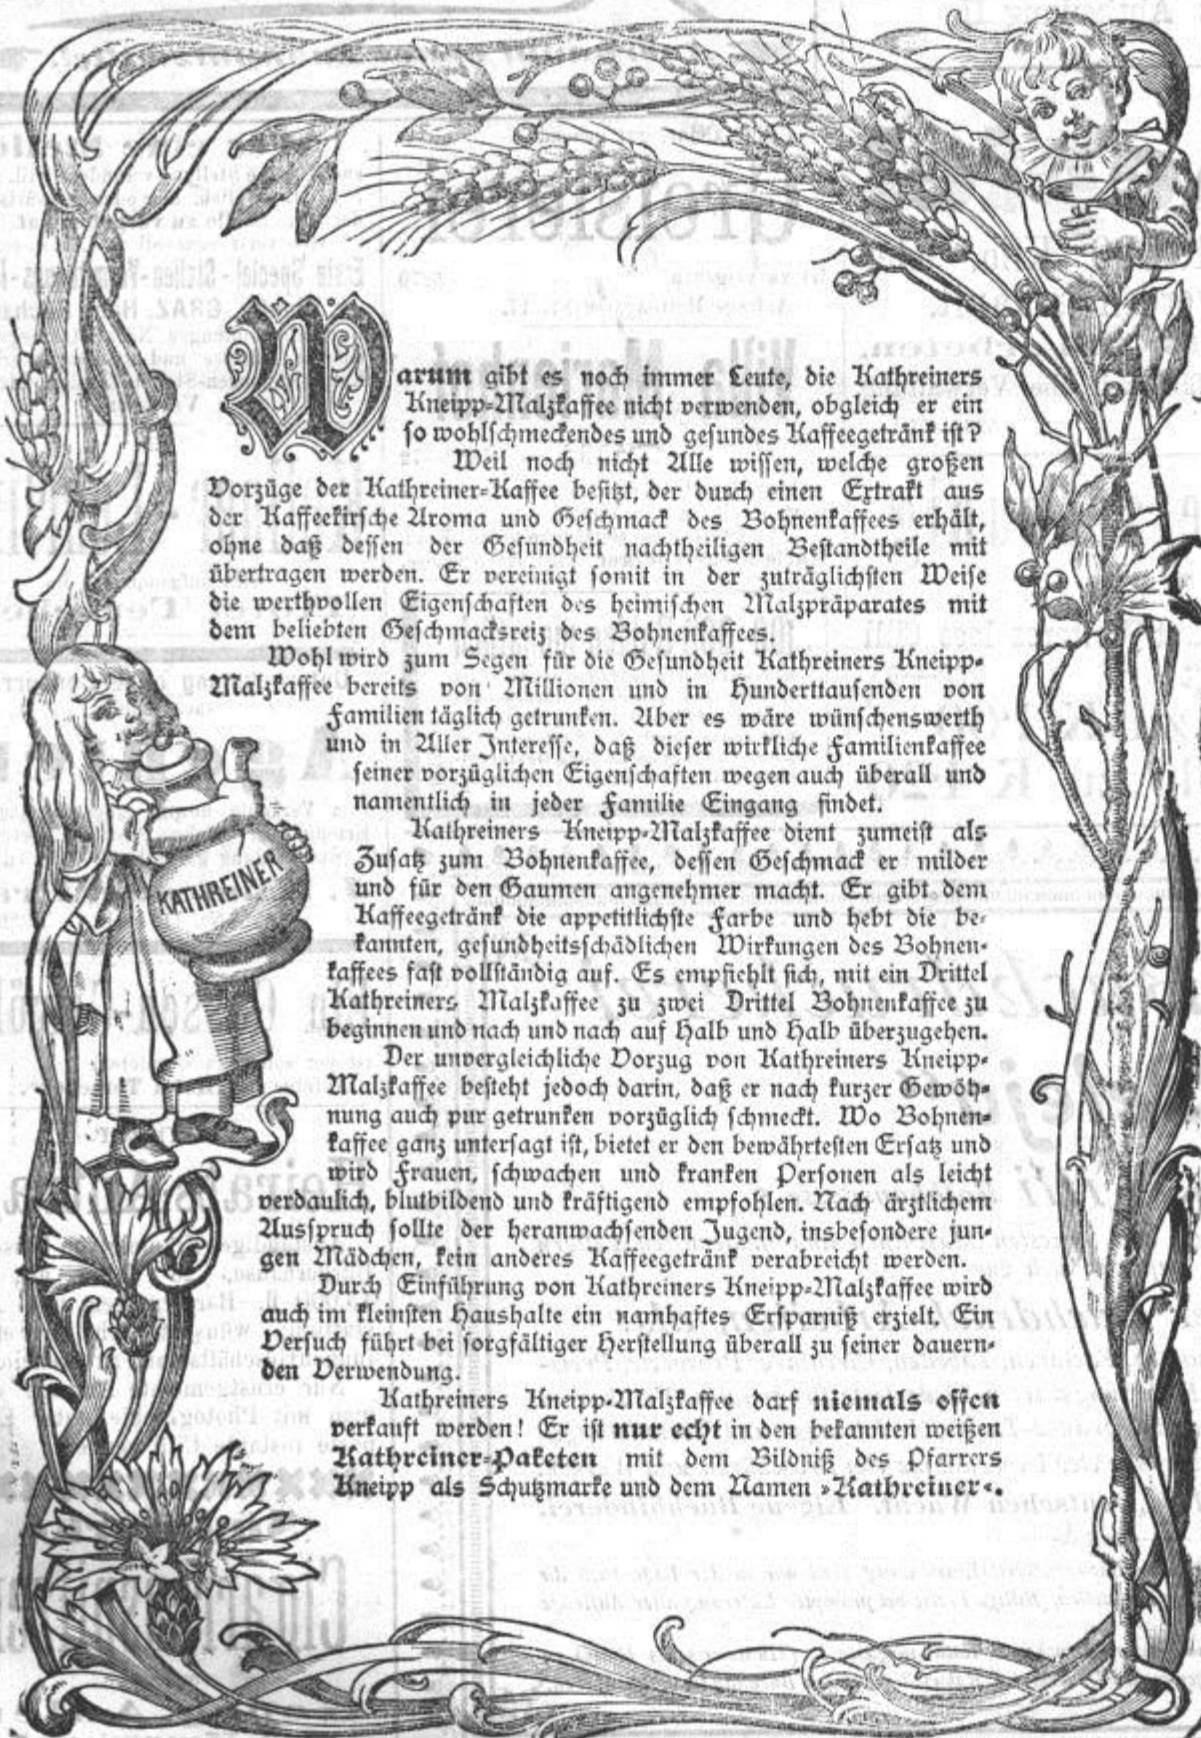 Warum gibt es noch immer Leute, die Kathreiners
Kneipp-Malzkaffee nicht verwenden, obgleich er ein
so wohlschmeckendes und gesundes Kaffeegetränk ist?
Weil noch nicht Alle wissen, welche großen
Vorzüge der Kathreiner-Kaffee besitzt, der durch einen Extrakt aus
der Kaffeekirsche Aroma und Geschmack des Bohnenkaffees erhält,
ohne daß dessen der Gesundheit nachtheiligen Bestandtheile mit
übertragen werden. Er vereinigt somit in der zuträglichsten Weise
die werthvollen Eigenschaften des heimischen Malzpräparates mit
dem beliebten Geschmacksreiz des Bohnenkaffees.
Wohl wird zum Segen für die Gesundheit Kathreiners Kneipp-
Malzkaffee bereits von Millionen und in Hunderttausenden von
Familien täglich getrunken. Aber es wäre wünschenswerth
und in Aller Interesse, daß dieser wirkliche Familienkaffee
seiner vorzüglichen Eigenschaften wegen auch überall und
namentlich in jeder Familie Eingang findet.
Kathreiners Kneipp-Malzkaffee dient zumeist als
Zusatz zum Bohnenkaffee, dessen Geschmack er milder
und für den Gaumen angenehmer macht. Er gibt dem
Kaffeegetränk die appetitlichste Farbe und hebt die be-
kannten, gesundheitsschädlichen Wirkungen des Bohnen-
kaffees fast vollständig auf. Es empfiehlt sich, mit ein Drittel
Kathreiners Malzkaffee zu zwei Drittel Bohnenkaffee zu
beginnen und nach und nach auf Halb und Halb überzugehen.
Der unvergleichliche Vorzug von Kathreiners Kneipp-
Malzkaffee besteht jedoch darin, daß er nach kurzer Gewöh-
nung auch pur getrunken vorzüglich schmeckt. Wo Bohnen-
kaffee ganz untersagt ist, bietet er den bewährtesten Ersatz und
wird Frauen, schwachen und kranken Personen als leicht
verdaulich, blutbildend und kräftigend empfohlen. Nach ärztlichem
Ausspruch sollte der heranwachsenden Jugend, insbesondere jun-
gen Mädchen, kein anderes Kaffeegetränk verabreicht werden.
Durch Einführung von Kathreiners Kneipp-Malzkaffee wird
auch im kleinsten Haushalte ein namhaftes Ersparniß erzielt. Ein
Versuch führt bei sorgfältiger Herstellung überall zu seiner dauern-
den Verwendung.
Kathreiners Kneipp-Malzkaffee darf niemals offen
verkauft werden! Er ist nur echt in den bekannten weißen
Kathreiner-Paketen mit dem Bildniß des Pfarrers
Kneipp als Schutzmarke und dem Namen »Kathreiner«.
KATHREINER